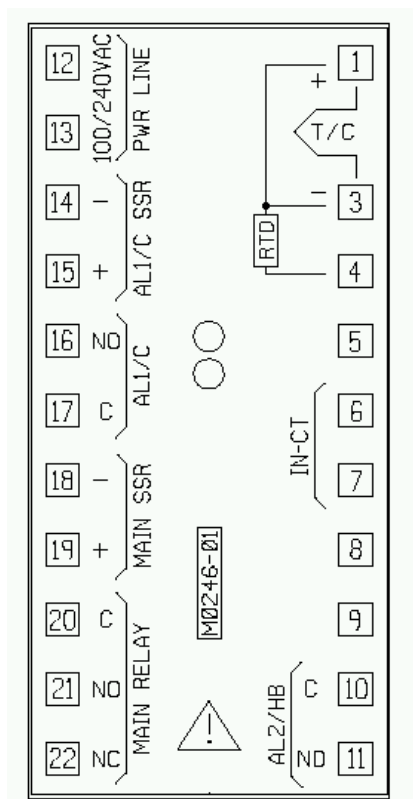 12
100/240VAC
PWR LINE
13
14 -
AL1/C SSR
15 +
16 NO
AL1/C
17 C
18 -
MAIN SSR
19 +
20 C
MAIN RELAY
21 NO
22 NC
M0246-01
1
+
T/C
- 3
RTD
4
5
6
IN-CT
7
8
9
AL2/HB
C 10
NO 11